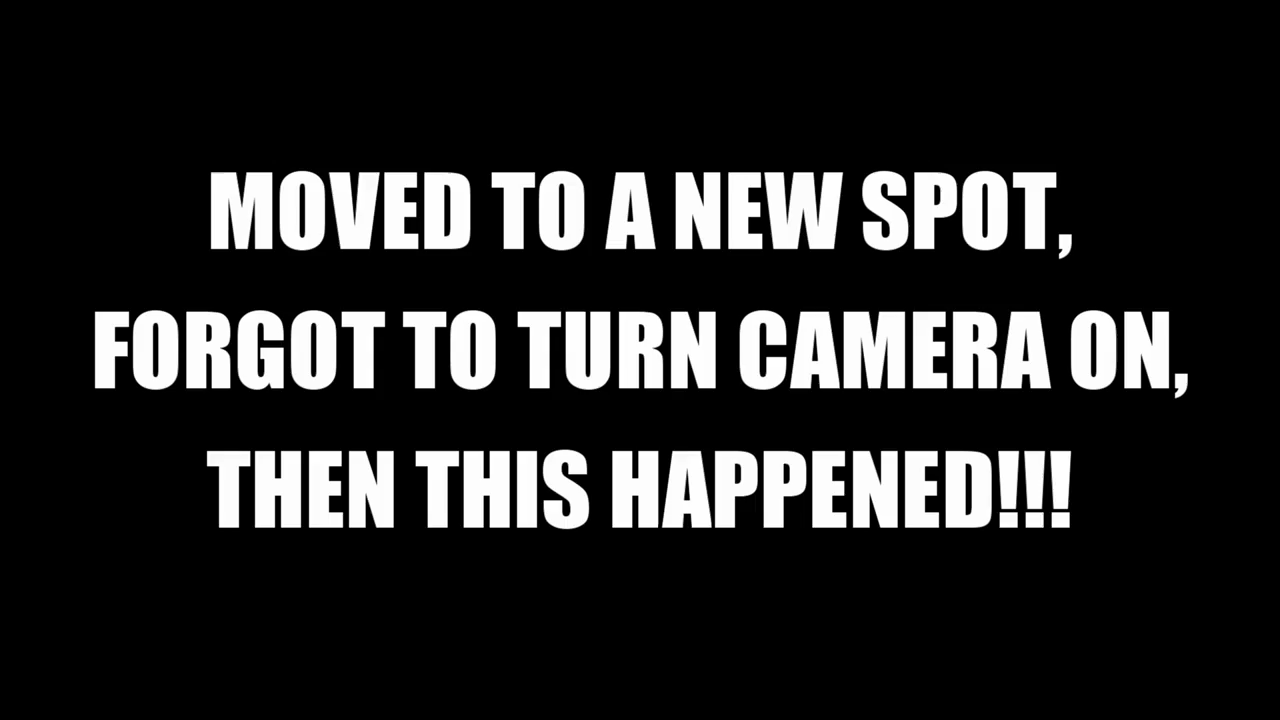 MOVED TO A NEW SPOT,
FORGOT TO TURN CAMERA ON,
THEN THIS HAPPENED!!!